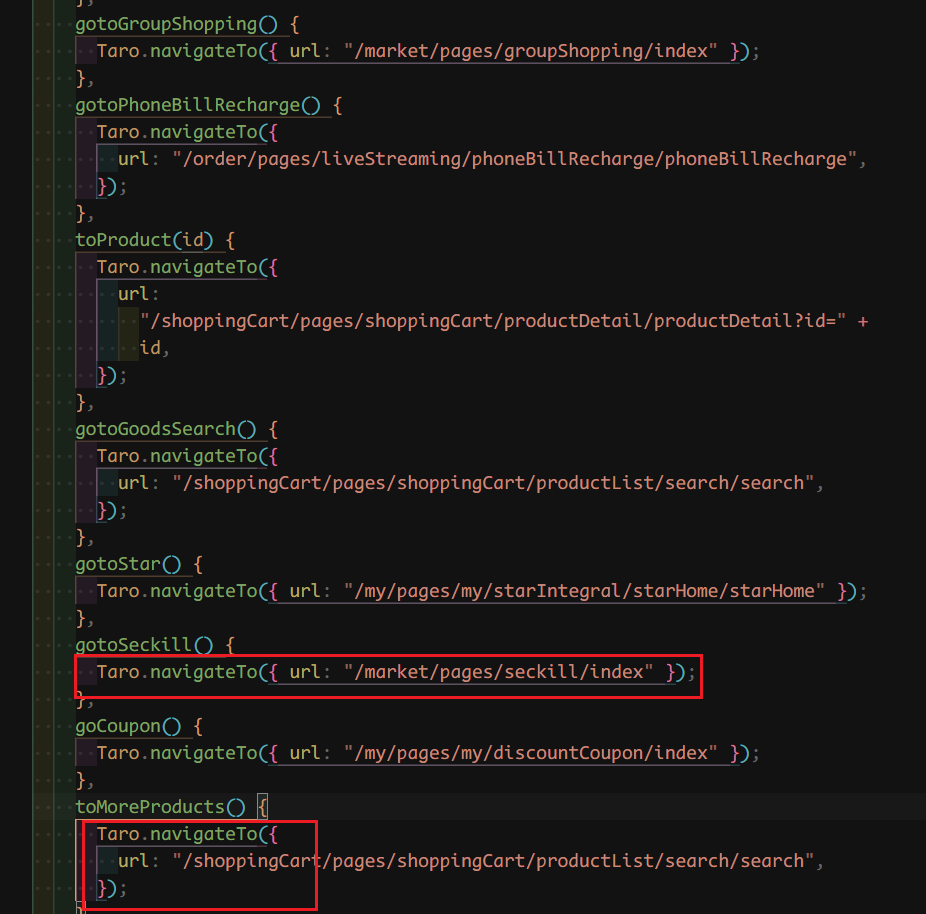 },
gotoGroupShopping() {
Taro.navigateTo({ url: "/market/pages/groupShopping/index" });
},
gotoPhoneBillRecharge() {
Taro.navigateTo({
url: "/order/pages/liveStreaming/phoneBillRecharge/phoneBillRecharge",
});
},
toProduct(id) {
Taro.navigateTo({
url:
"/shoppingCart/pages/shoppingCart/productDetail/productDetail?id=" +
id,
});
},
gotoGoodsSearch() {
Taro.navigateTo({
url: "/shoppingCart/pages/shoppingCart/productList/search/search",
});
},
gotoStar() {
Taro.navigateTo({ url: "/my/pages/my/starIntegral/starHome/starHome" });
},
gotoSeckill() {
Taro.navigateTo({ url: "/market/pages/seckill/index" });
},
goCoupon() {
Taro.navigateTo({ url: "/my/pages/my/discountCoupon/index" });
},
toMoreProducts() {
Taro.navigateTo({
url: "/shoppingCart/pages/shoppingCart/productList/search/search",
});
}